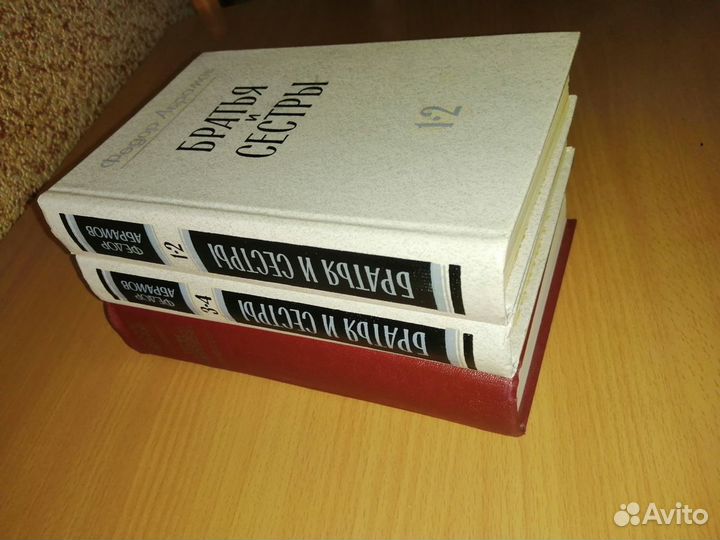 Федор Абрамов
БРАТЬЯ
И
СЕСТРЫ
1·2
ФЕДОР
АБРАМОВ
1·2
БРАТЬЯ И СЕСТРЫ
ФЕДОР
АБРАМОВ
3·4
БРАТЬЯ И СЕСТРЫ
Avito